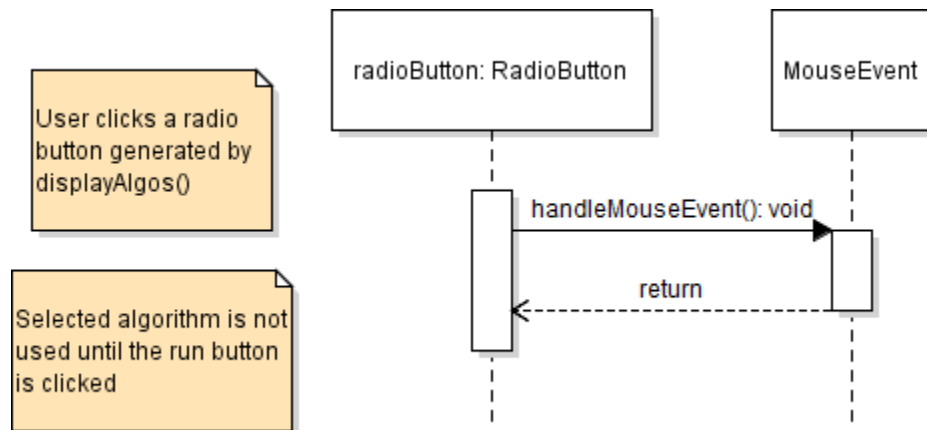 radioButton: RadioButton
MouseEvent
User clicks a radio
button generated by
displayAlgos()
handleMouseEvent(): void
return
Selected algorithm is not
used until the run button
is clicked